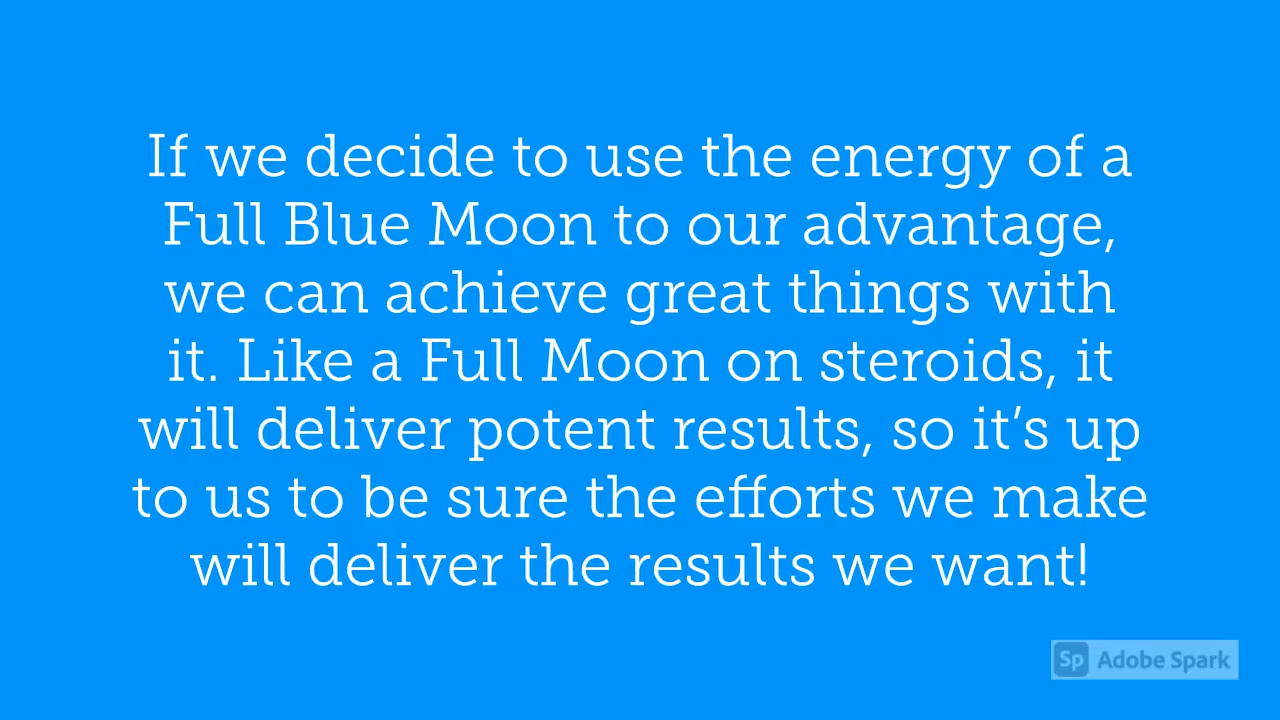 If we decide to use the energy of a
Full Blue Moon to our advantage,
we can achieve great things with
it. Like a Full Moon on steroids, it
will deliver potent results, so it’s up
to us to be sure the efforts we make
will deliver the results we want!
Sp Adobe Spark